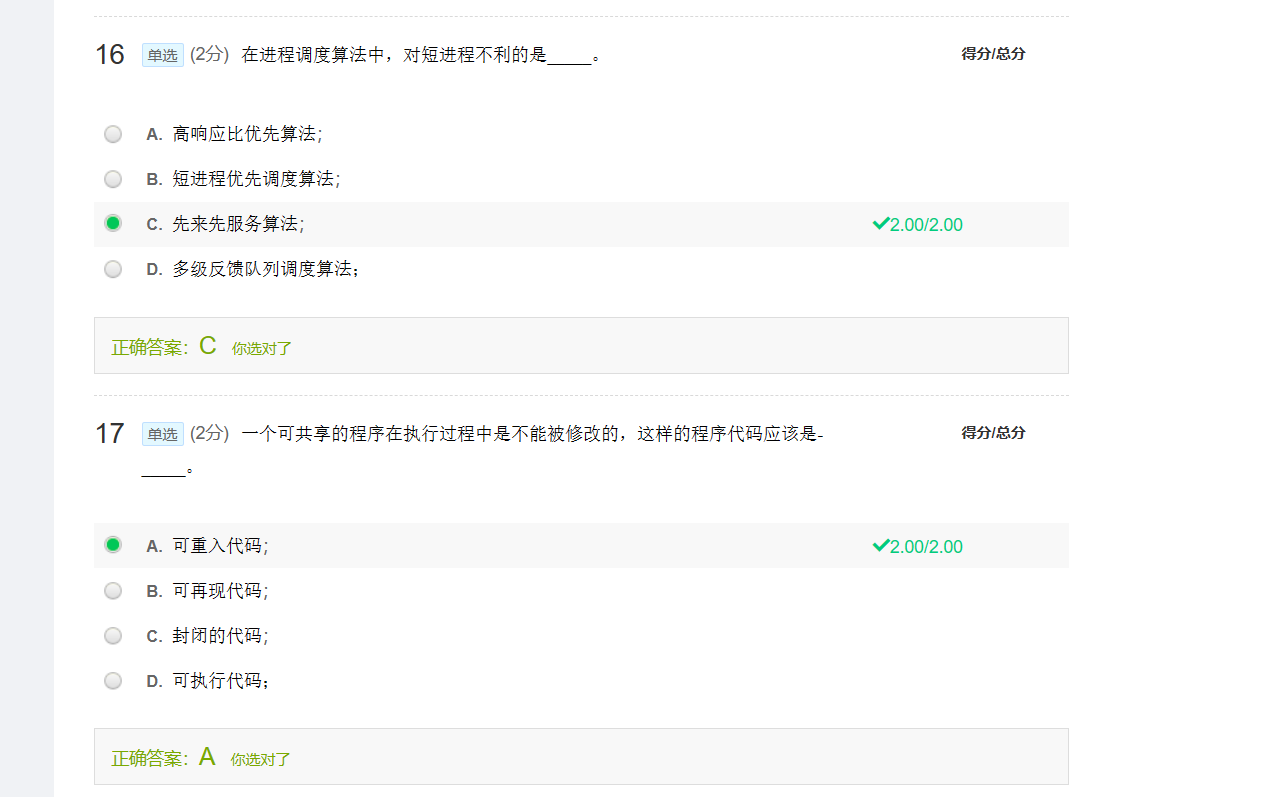 16 单选 (2分) 在进程调度算法中，对短进程不利的是_____。 得分/总分
A. 高响应比优先算法;
B. 短进程优先调度算法;
C. 先来先服务算法; 2.00/2.00
D. 多级反馈队列调度算法；
正确答案：C 你选对了
17 单选 (2分) 一个可共享的程序在执行过程中是不能被修改的，这样的程序代码应该是- 得分/总分
_____。
A. 可重入代码; 2.00/2.00
B. 可再现代码;
C. 封闭的代码;
D. 可执行代码；
正确答案：A 你选对了